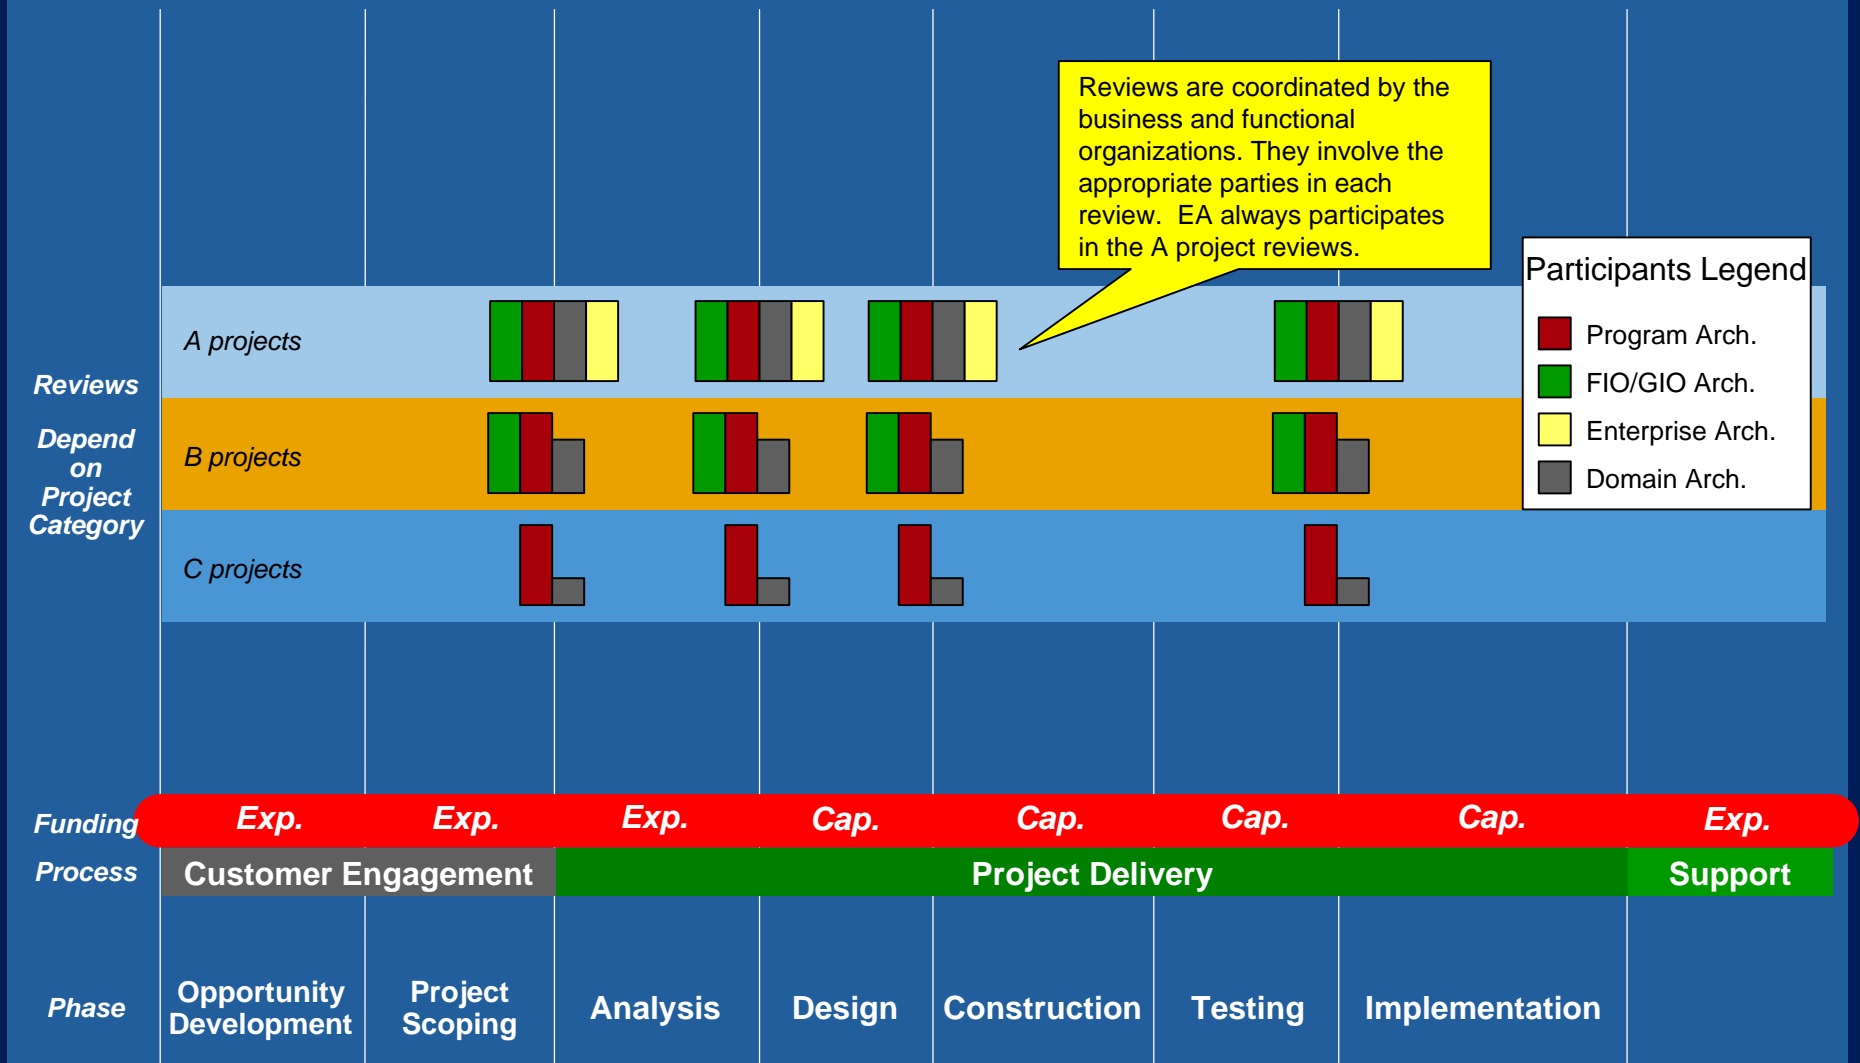 Reviews are coordinated by the
business and functional
organizations. They involve the
appropriate parties in each
review.  EA always participates
in the A project reviews.
Participants Legend
Program Arch.
FIO/GIO Arch.
Enterprise Arch.
Domain Arch.
Reviews
Depend
on
Project
Category
A projects
B projects
C projects
Funding
Exp.
Exp.
Exp.
Cap.
Cap.
Cap.
Cap.
Exp.
Process
Customer Engagement
Project Delivery
Support
Phase
Opportunity
Development
Project
Scoping
Analysis
Design
Construction
Testing
Implementation